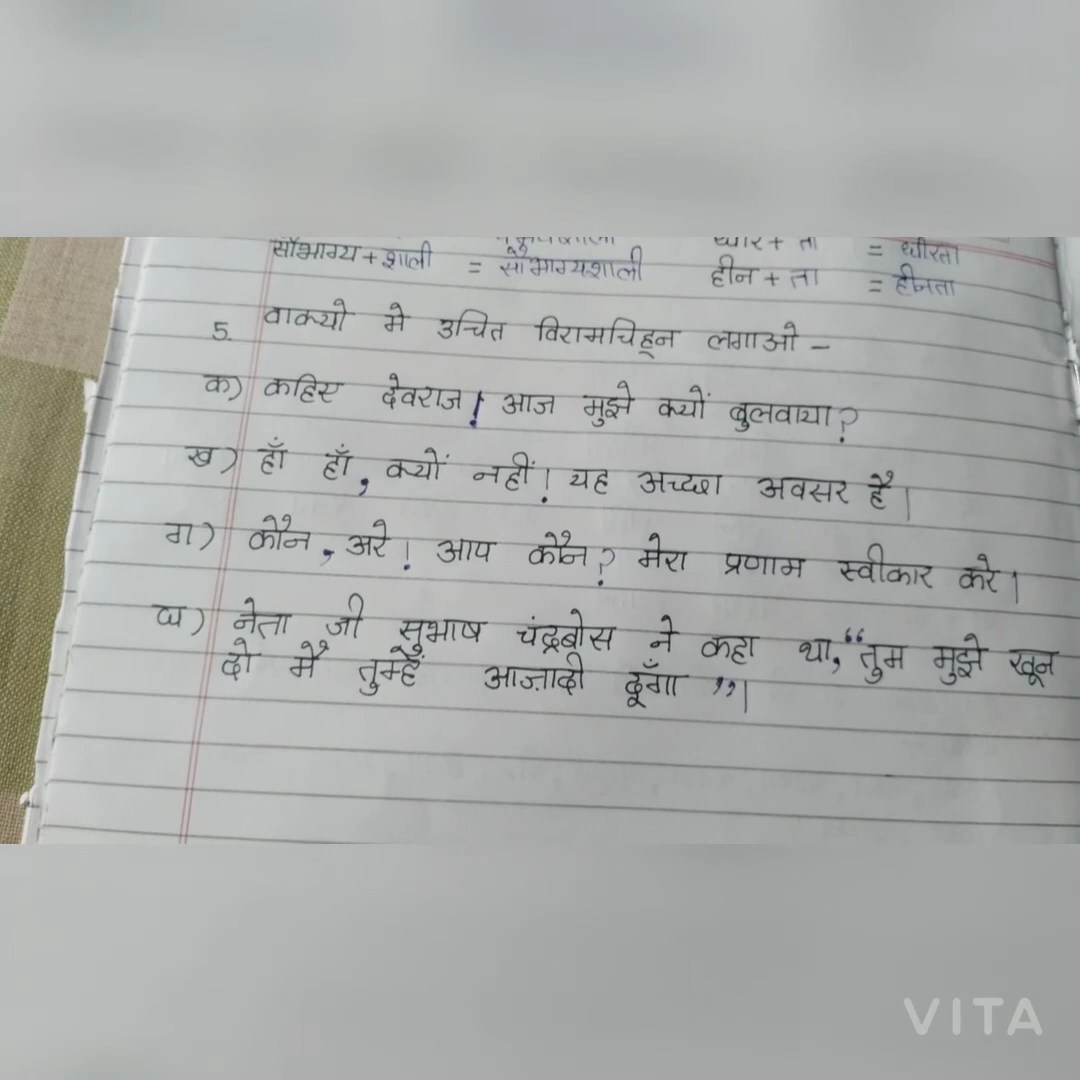 सौभाग्य + शाली = सौभाग्यशाली हीन + ता = हीनता
= धीरता
5. वाक्यो मे उचित विरामचिह्न लगाओ -
क) कहिए देवराज! आज मुझे क्यों बुलवाया?
ख) हाँ हाँ, क्यों नहीं! यह अच्छा अवसर है।
ग) कौन, अरे! आप कौन? मेरा प्रणाम स्वीकार करे।
घ) नेता जी सुभाष चंद्रबोस ने कहा था, “तुम मुझे खून
दो मै तुम्हें आज़ादी दूँगा ”।
VITA